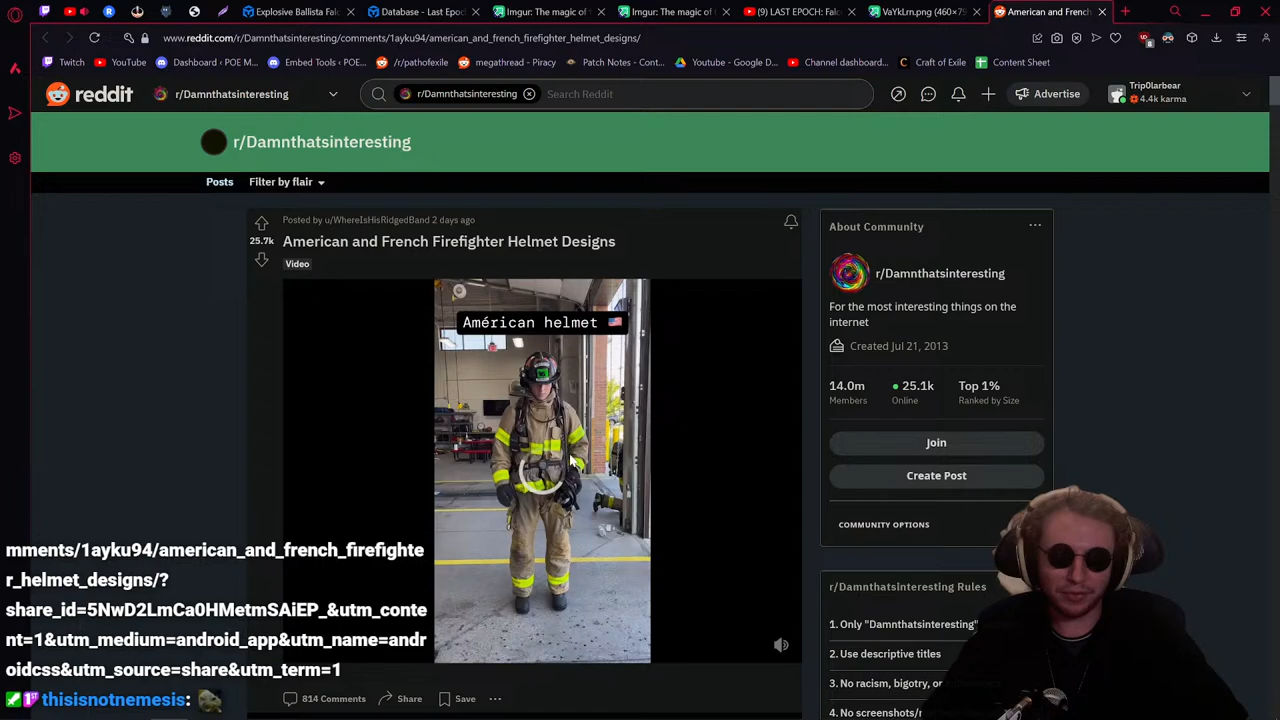 Explosive Ballista Fal
Database - Last Epoc
Imgur: The magic of
Imgur: The magic of
(9) LAST EPOCH: Falc
VaYkLrn.png (460×79
American and Frenc
www.reddit.com/r/Damnthatsinteresting/comments/1ayku94/american_and_french_firefighter_helmet_designs/
8
Twitch
YouTube
Dashboard ‹ POE M...
Embed Tools ‹ POE...
/r/pathofexile
megathread - Piracy
Patch Notes - Cont...
Youtube - Google D...
Channel dashboard...
Craft of Exile
Content Sheet
reddit
r/Damnthatsinteresting
r/Damnthatsinteresting
Search Reddit
Advertise
Trip0larbear
4.4k karma
r/Damnthatsinteresting
Posts
Filter by flair
Posted by u/WhereIsHisRidgedBand 2 days ago
25.7k
American and French Firefighter Helmet Designs
Video
Américan helmet
814 Comments
Share
Save
About Community
r/Damnthatsinteresting
For the most interesting things on the
internet
Created Jul 21, 2013
14.0m
25.1k
Top 1%
Members
Online
Ranked by Size
Join
Create Post
COMMUNITY OPTIONS
r/Damnthatsinteresting Rules
1. Only "Damnthatsinteresting"
2. Use descriptive titles
3. No racism, bigotry, or
4. No screenshots/
mments/1ayku94/american_and_french_firefighte
r_helmet_designs/?
share_id=5NwD2LmCa0HMetmSAiEP_&utm_conte
nt=1&utm_medium=android_app&utm_name=andr
oidcss&utm_source=share&utm_term=1
thisisnotnemesis: